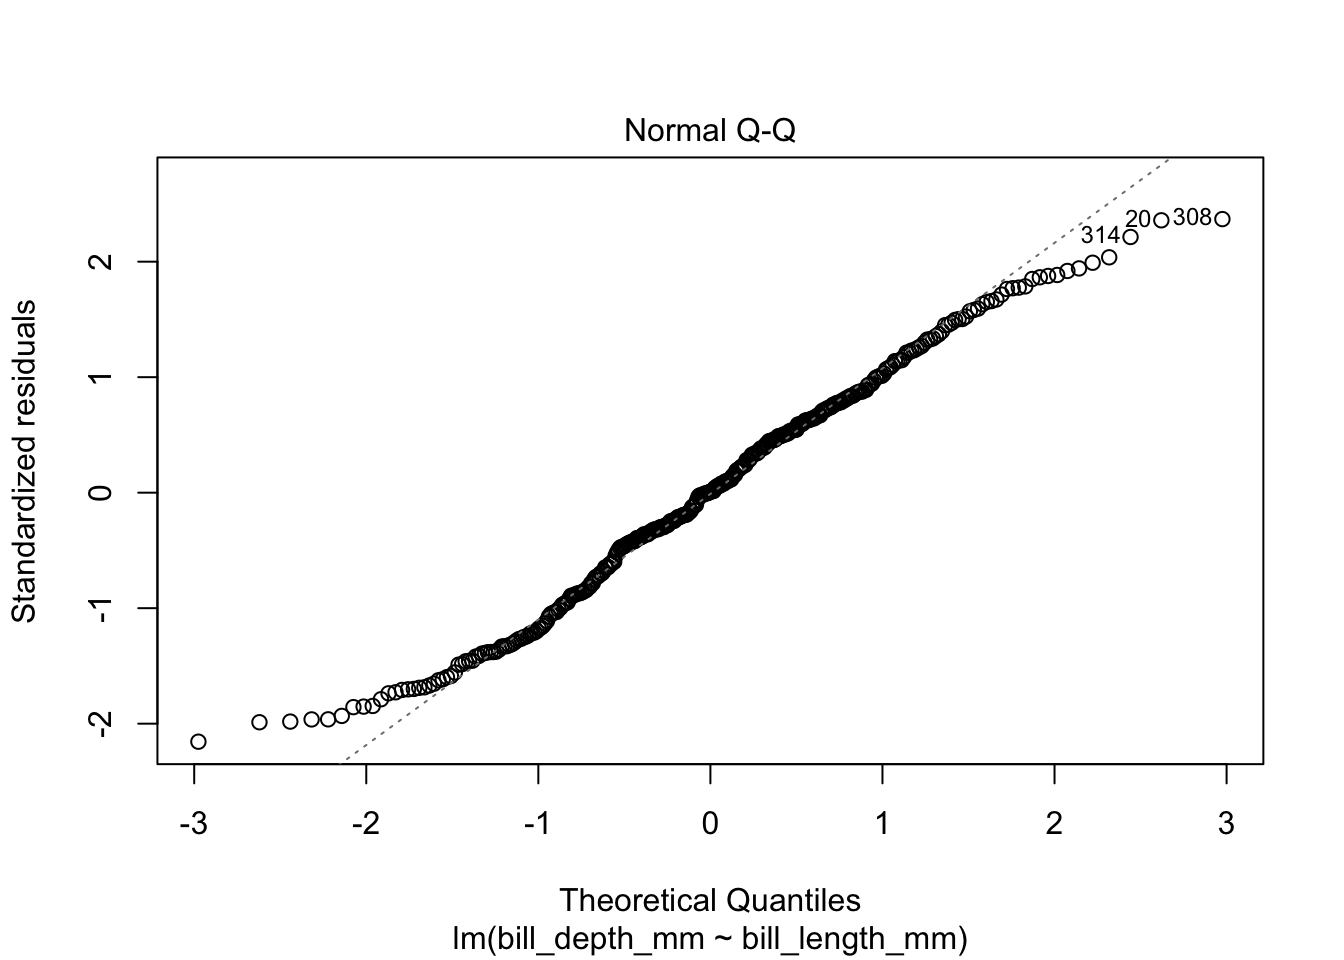 Normal Q-Q
20 308
314
2
1
0
-1
-2
Standardized residuals
-3 -2 -1 0 1 2 3
Theoretical Quantiles
lm(bill_depth_mm ~ bill_length_mm)